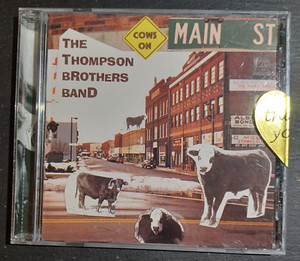 THE
THOMPSON
BROTHERS
BAND
COWS
ON
MAIN ST